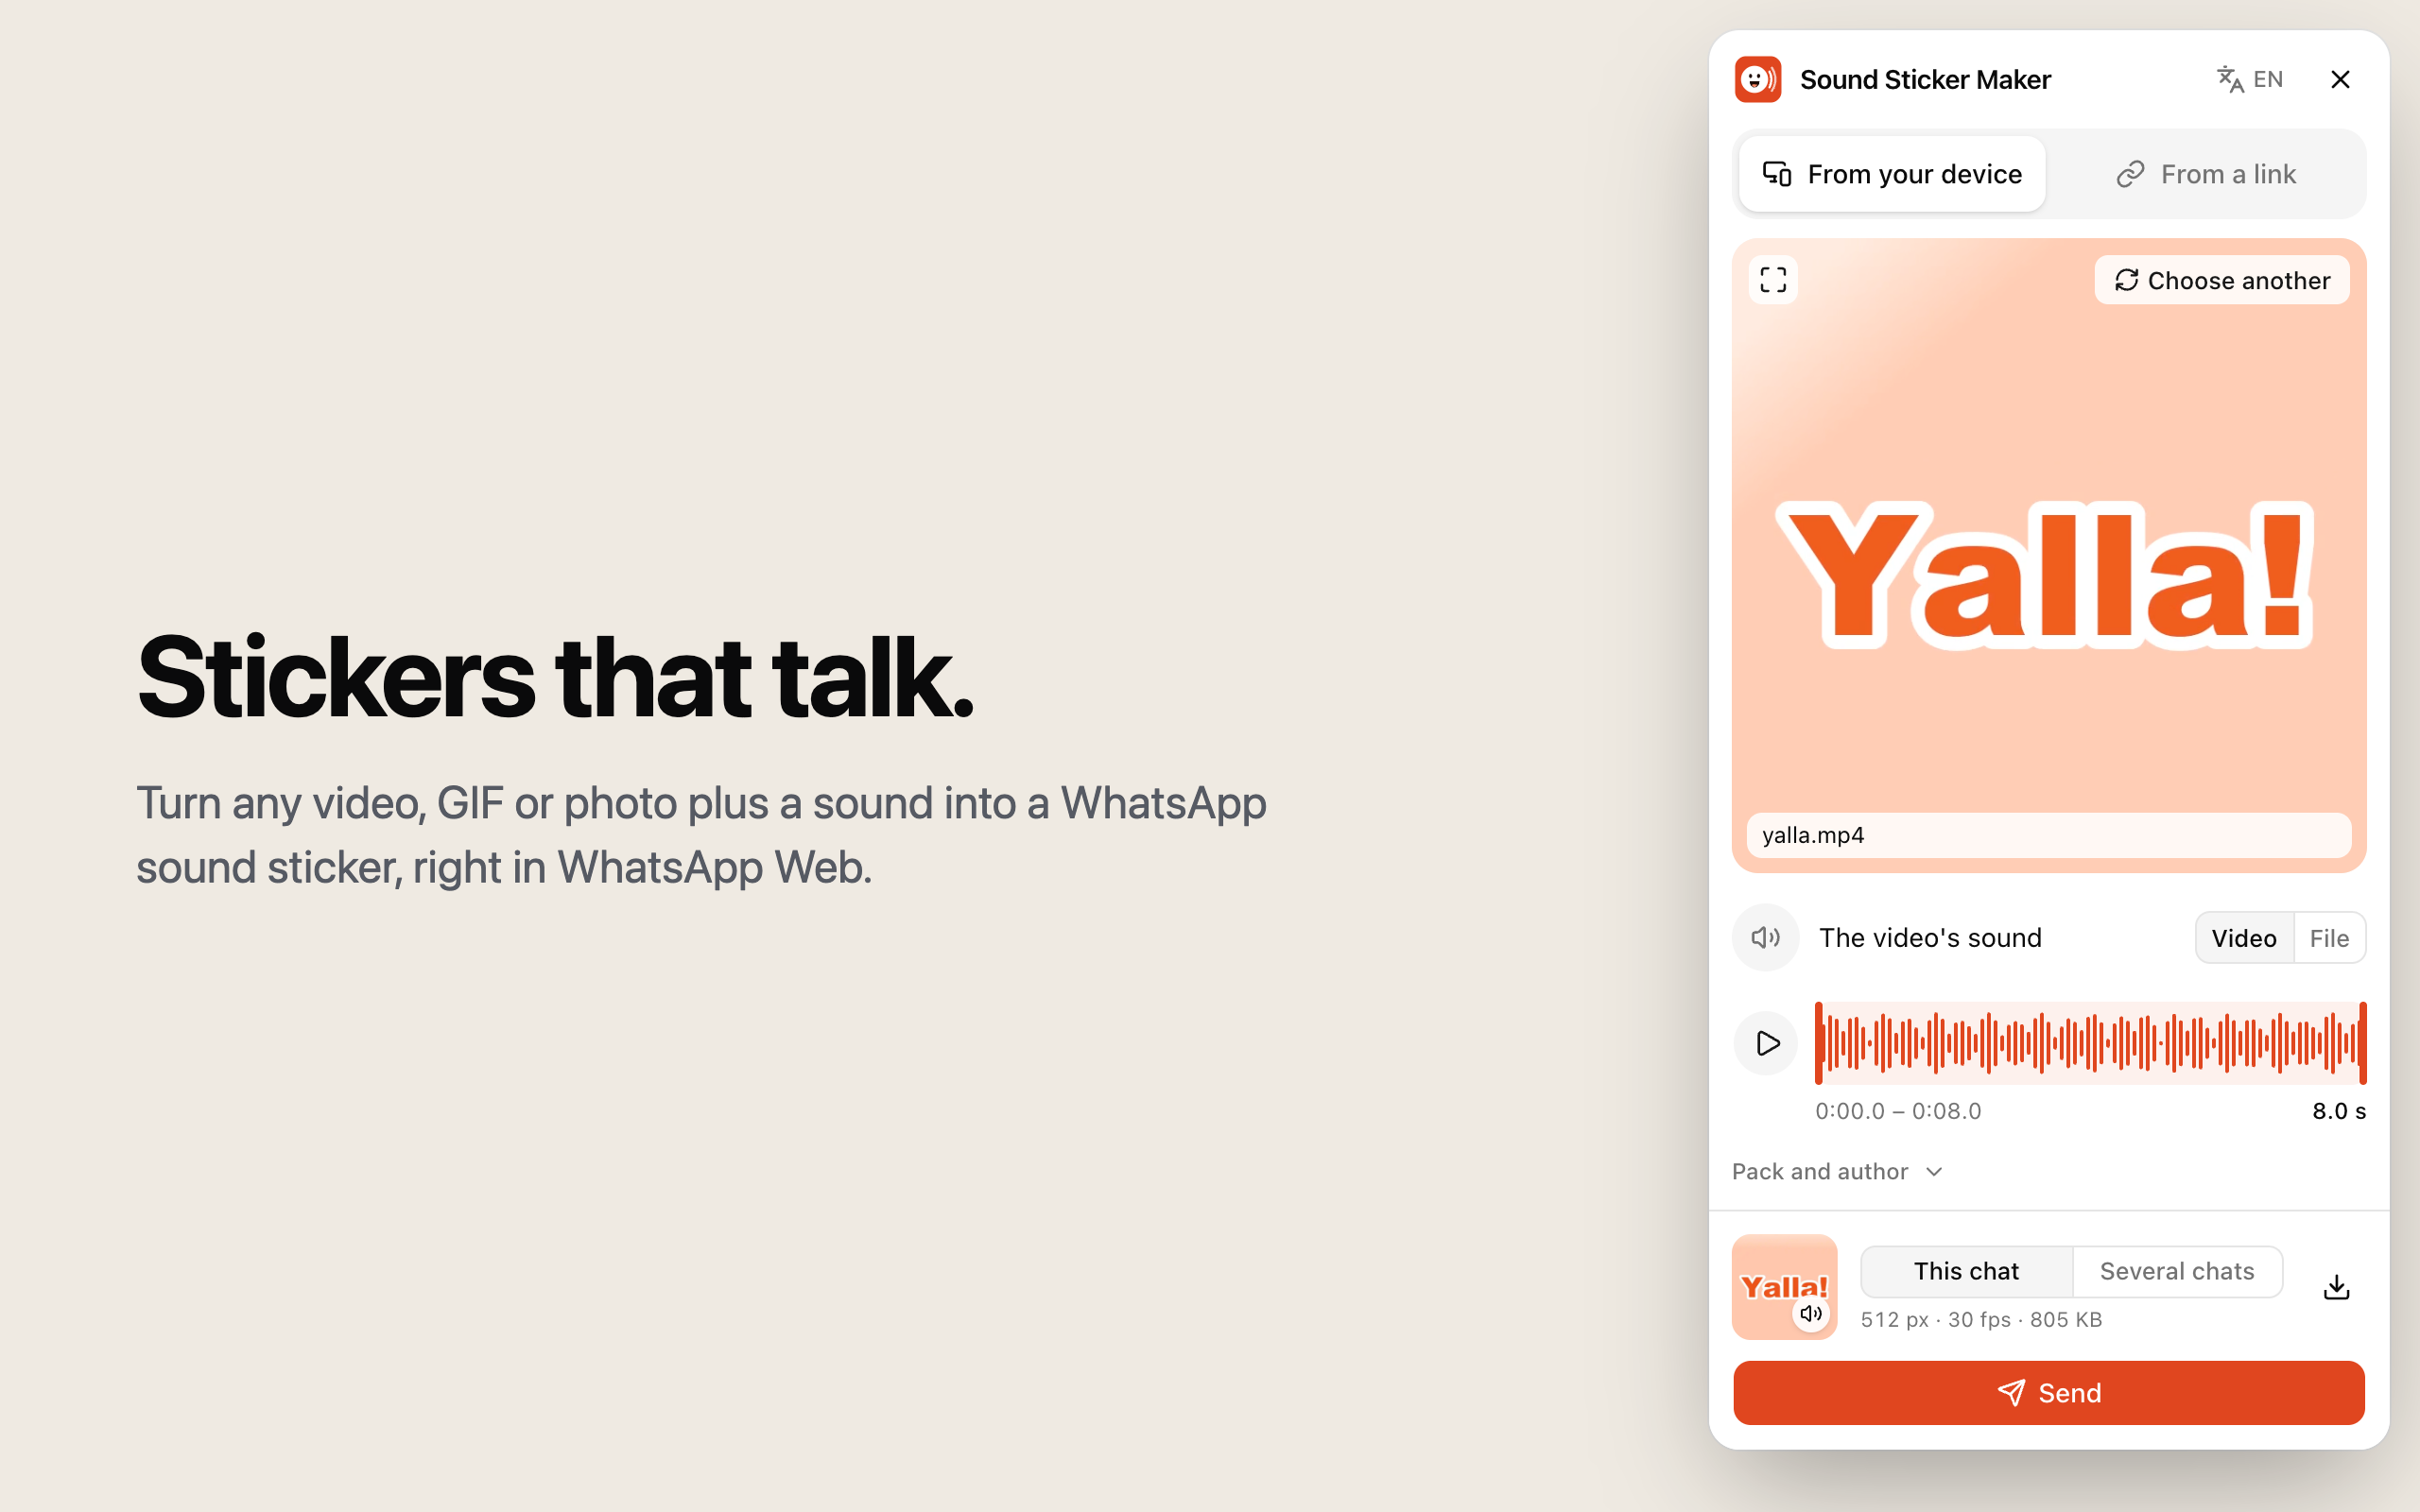 Stickers that talk.
Turn any video, GIF or photo plus a sound into a WhatsApp
sound sticker, right in WhatsApp Web.
Sound Sticker Maker
EN
From your device
From a link
Choose another
Yalla!
yalla.mp4
The video's sound
Video
File
0:00.0 – 0:08.0
8.0 s
Pack and author
Yalla!
This chat
Several chats
512 px · 30 fps · 805 KB
Send